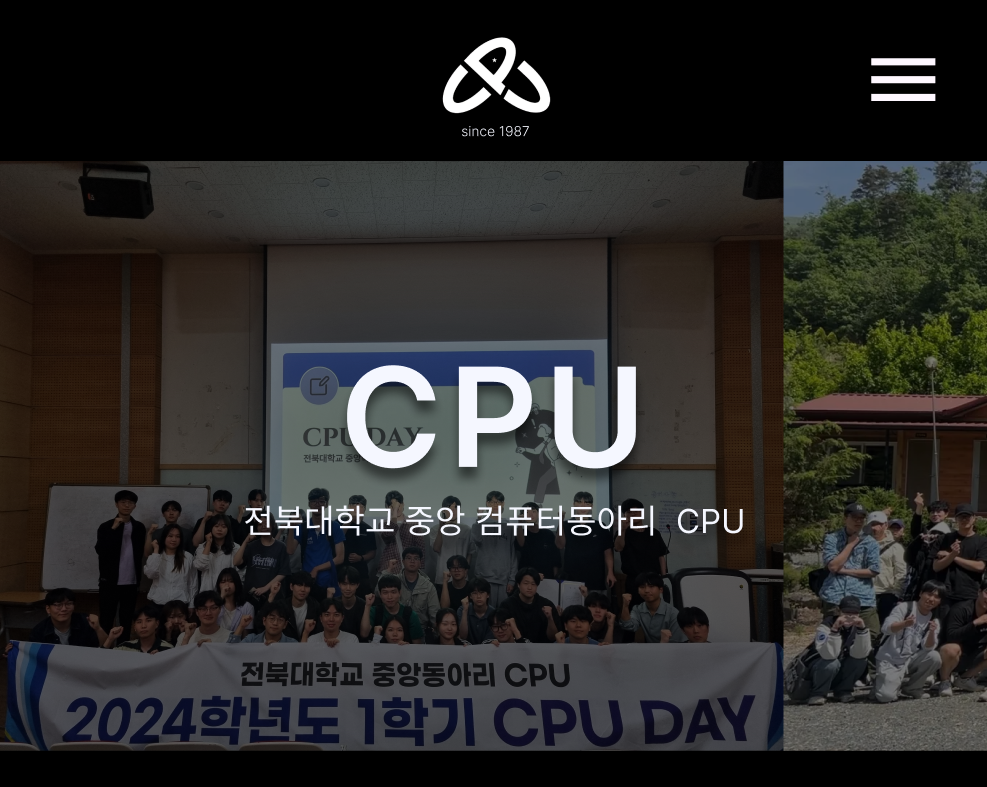 since 1987
CPU DAY
전북대학교 중앙
CPU
전북대학교 중앙 컴퓨터동아리 CPU
전북대학교 중앙동아리 CPU
2024학년도 1학기 CPU DAY